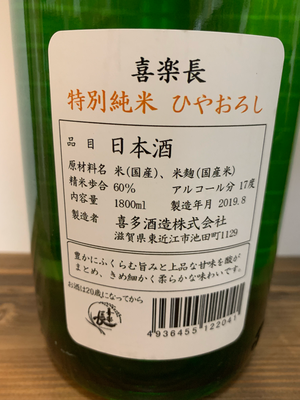 喜楽長
特別純米 ひやおろし
品目 日本酒
原材料名 米(国産)、米麹(国産米)
精米歩合 60% アルコール分 17度
内容量 1800ml 製造年月 2019.8
製造者 喜多酒造株式会社
滋賀県東近江市池田町1129
豊かにふくらむ旨みと上品な甘味を酸が
まとめ、きめ細かく柔らかな味わいです。
お酒は20歳になってから
4936455122041